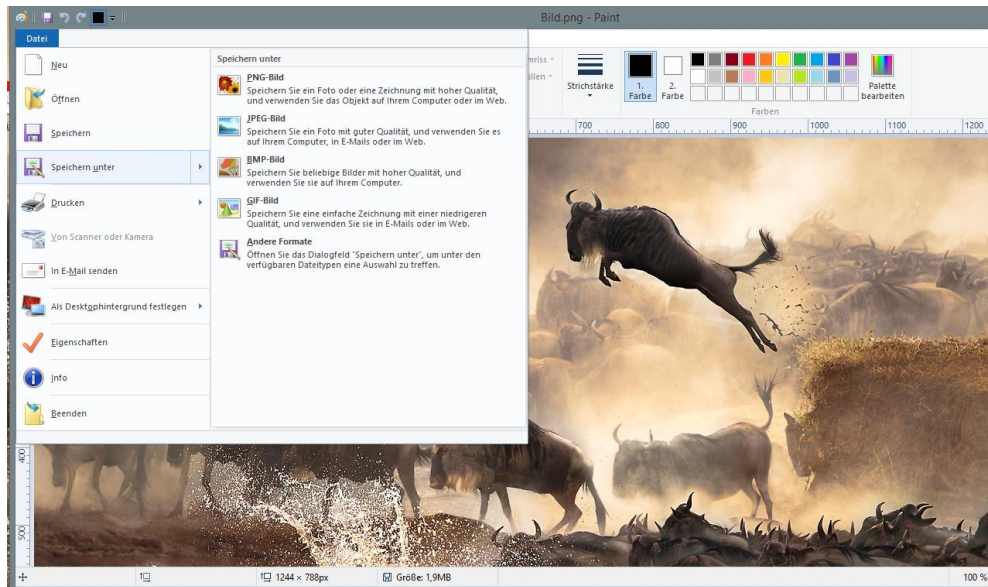 Bild.png - Paint
Datei
Neu
Öffnen
Speichern
Speichern unter
Drucken
Von Scanner oder Kamera
In E-Mail senden
Als Desktophintergrund festlegen
Eigenschaften
Info
Beenden
Speichern unter
PNG-Bild
Speichern Sie ein Foto oder eine Zeichnung mit hoher Qualität,
und verwenden Sie das Objekt auf Ihrem Computer oder im Web.
JPEG-Bild
Speichern Sie ein Foto mit guter Qualität, und verwenden Sie es
auf Ihrem Computer, in E-Mails oder im Web.
BMP-Bild
Speichern Sie beliebige Bilder mit hoher Qualität, und
verwenden Sie sie auf Ihrem Computer.
GIF-Bild
Speichern Sie eine einfache Zeichnung mit einer niedrigeren
Qualität, und verwenden Sie sie in E-Mails oder im Web.
Andere Formate
Öffnen Sie das Dialogfeld "Speichern unter", um unter den
verfügbaren Dateitypen eine Auswahl zu treffen.
Strichstärke
1.
Farbe
2.
Farbe
Palette
bearbeiten
Farben
700 800 900 1000 1100 1200
400
500
1244 × 788px
Größe: 1,9MB
100 %